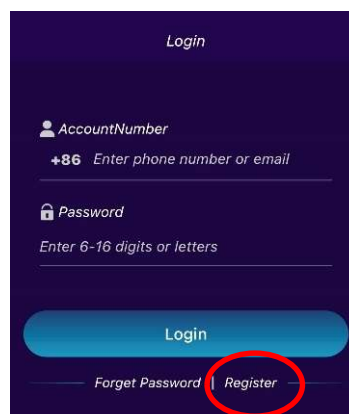 Login
AccountNumber
+86 Enter phone number or email
Password
Enter 6-16 digits or letters
Login
Forget Password | Register